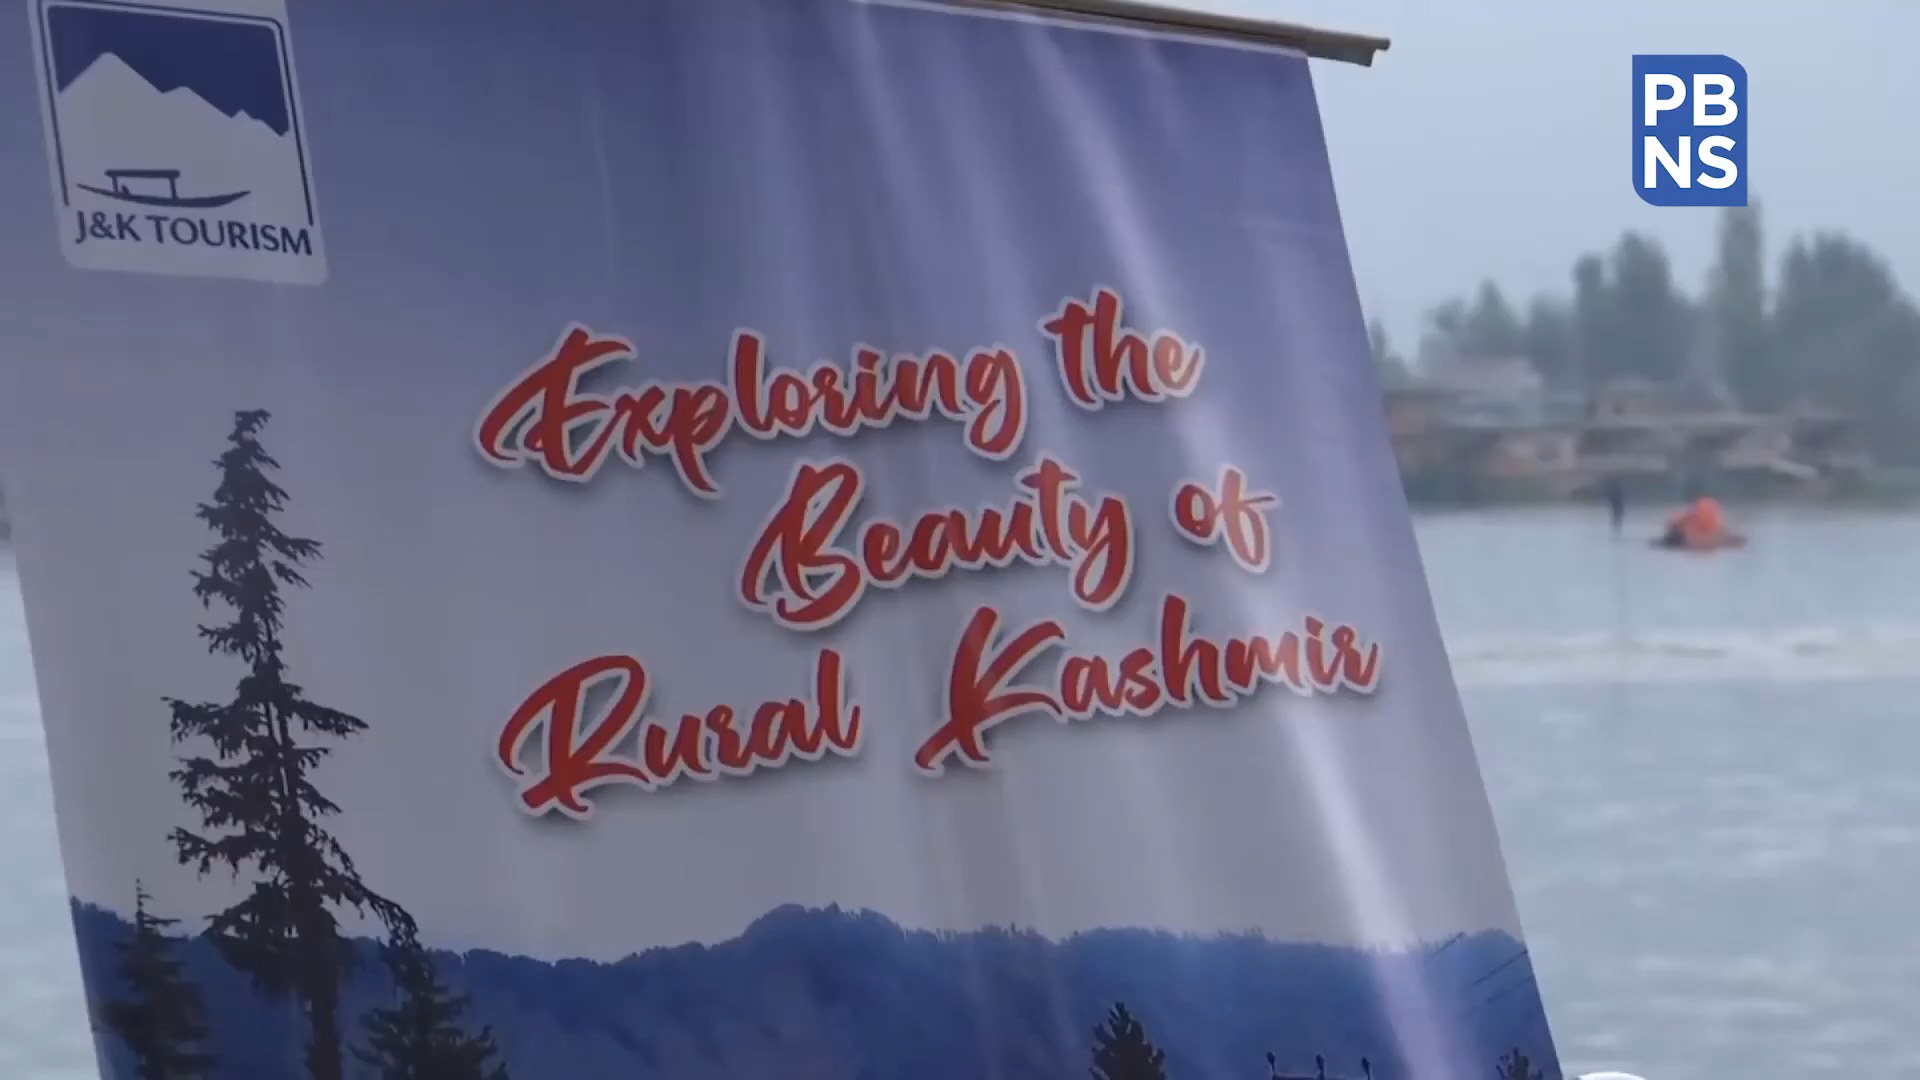 J&K TOURISM
PB
NS
Exploring the
Beauty of
Rural Kashmir